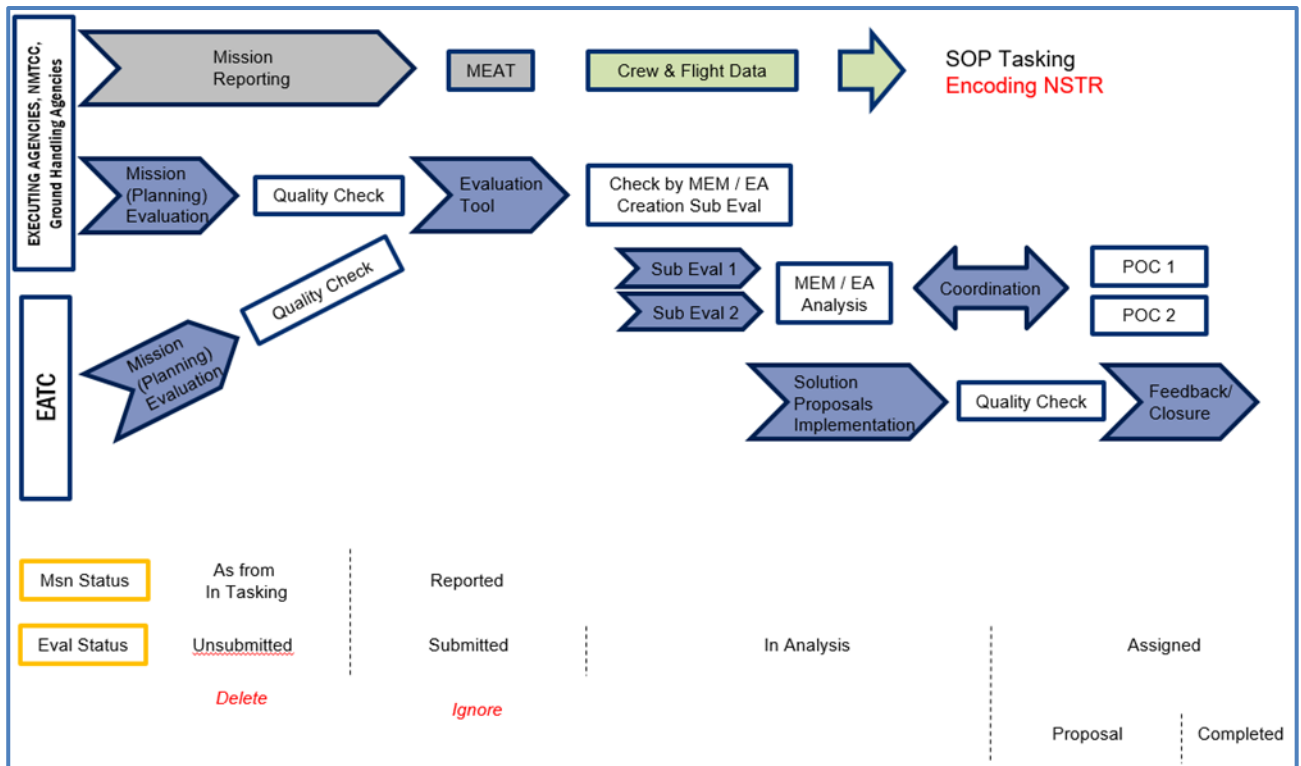 EXECUTING AGENCIES, NMTCC,
Ground Handling Agencies
Mission
Reporting
MEAT
Crew & Flight Data
SOP Tasking
Encoding NSTR
Mission
(Planning)
Evaluation
Quality Check
Evaluation
Tool
Check by MEM / EA
Creation Sub Eval
Quality Check
Sub Eval 1
Sub Eval 2
MEM / EA
Analysis
Coordination
POC 1
POC 2
EATC
Mission
(Planning)
Evaluation
Solution
Proposals
Implementation
Quality Check
Feedback/
Closure
Msn Status
As from
In Tasking
Reported
Eval Status
Unsubmitted
Submitted
In Analysis
Assigned
Delete
Ignore
Proposal
Completed